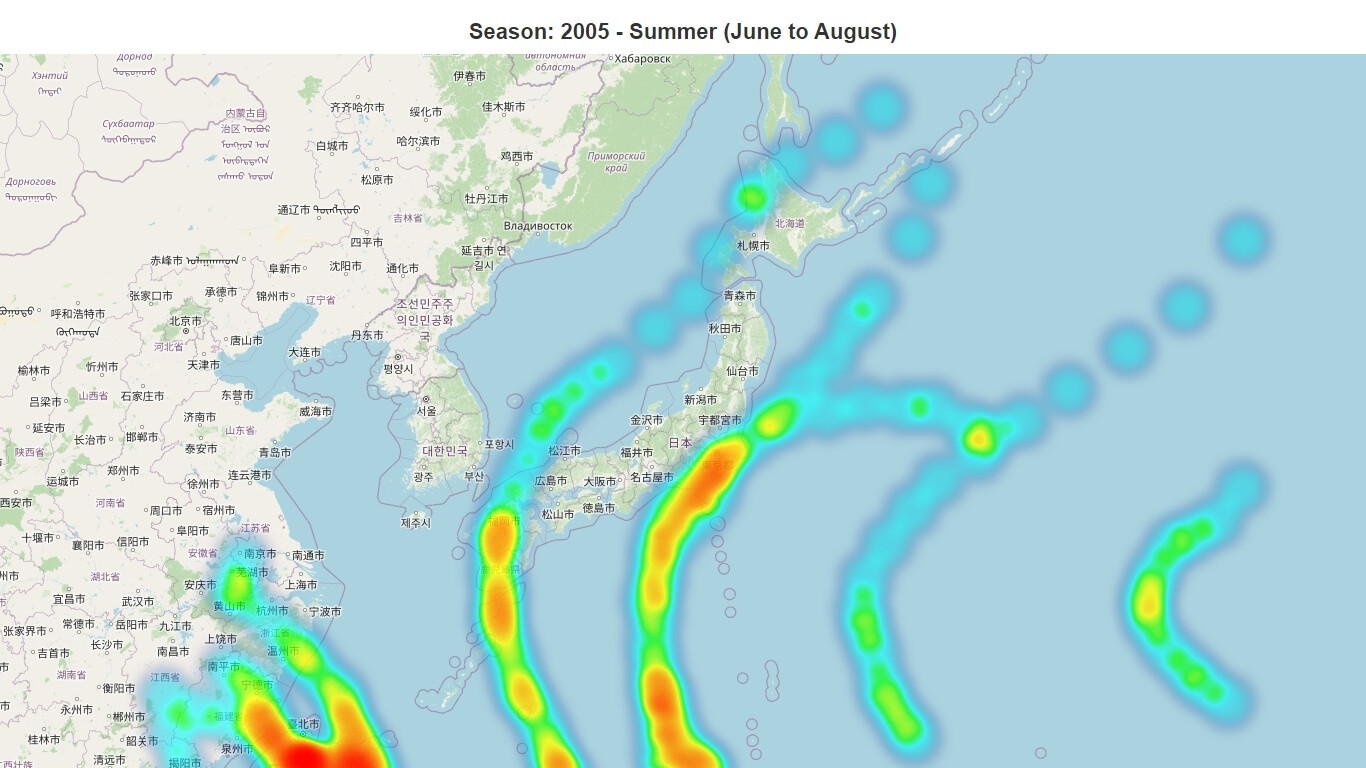 Season: 2005 - Summer (June to August)
Дорнод
автономная
область
Хабаровск
Хэнтий
伊春市
齐齐哈尔市
绥化市
佳木斯市
内蒙古自
治区
Сүхбаатар
哈尔滨市
白城市
鸡西市
Приморский
край
松原市
Дорноговь
牡丹江市
通辽市
吉林省
北海道
Владивосток
四平市
札幌市
延吉市 연
길시
赤峰市
阜新市
沈阳市
通化市
张家口市
承德市
锦州市
辽宁省
조선민주주
의인민공화
국
青森市
呼和浩特市
北京市
秋田市
唐山市
丹东市
河北省
大连市
天津市
忻州市
榆林市
평양시
仙台市
山西省
石家庄市
东营市
吕梁市
서울
威海市
新潟市
济南市
金沢市
宇都宮市
延安市
长治市
邯郸市
山东省
포항시
日本
泰安市
대한민국
松江市
福井市
陕西省
青岛市
郑州市
连云港市
광주
부산
広島市
大阪市
名古屋市
运城市
徐州市
西安市
河南省
周口市
宿州市
松山市
徳島市
제주시
江苏省
阜阳市
十堰市
襄阳市
信阳市
安徽省
南京市
南通市
湖北省
芜湖市
安庆市
上海市
宜昌市
武汉市
黄山市
杭州市
宁波市
张家界市
常德市
岳阳市
九江市
浙江省
上饶市
长沙市
吉首市
南昌市
温州市
南平市
湖南省
江西省
宁德市
衡阳市
永州市
郴州市
福建省
臺北市
桂林市
韶关市
泉州市
清远市
揭阳市